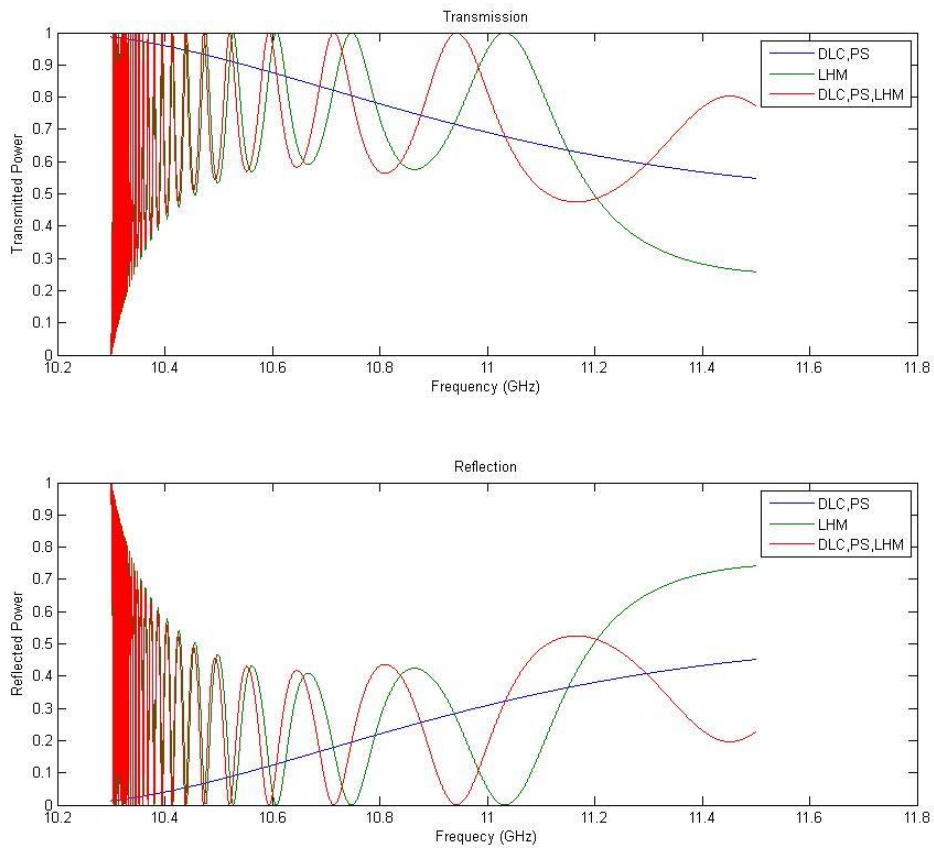 Transmission
1
0.9
0.8
0.7
0.6
0.5
0.4
0.3
0.2
0.1
0
Transmitted Power
DLC,PS
LHM
DLC,PS,LHM
10.2 10.4 10.6 10.8 11 11.2 11.4 11.6 11.8
Frequency (GHz)
Reflection
1
0.9
0.8
0.7
0.6
0.5
0.4
0.3
0.2
0.1
0
Reflected Power
DLC,PS
LHM
DLC,PS,LHM
10.2 10.4 10.6 10.8 11 11.2 11.4 11.6 11.8
Frequecy (GHz)